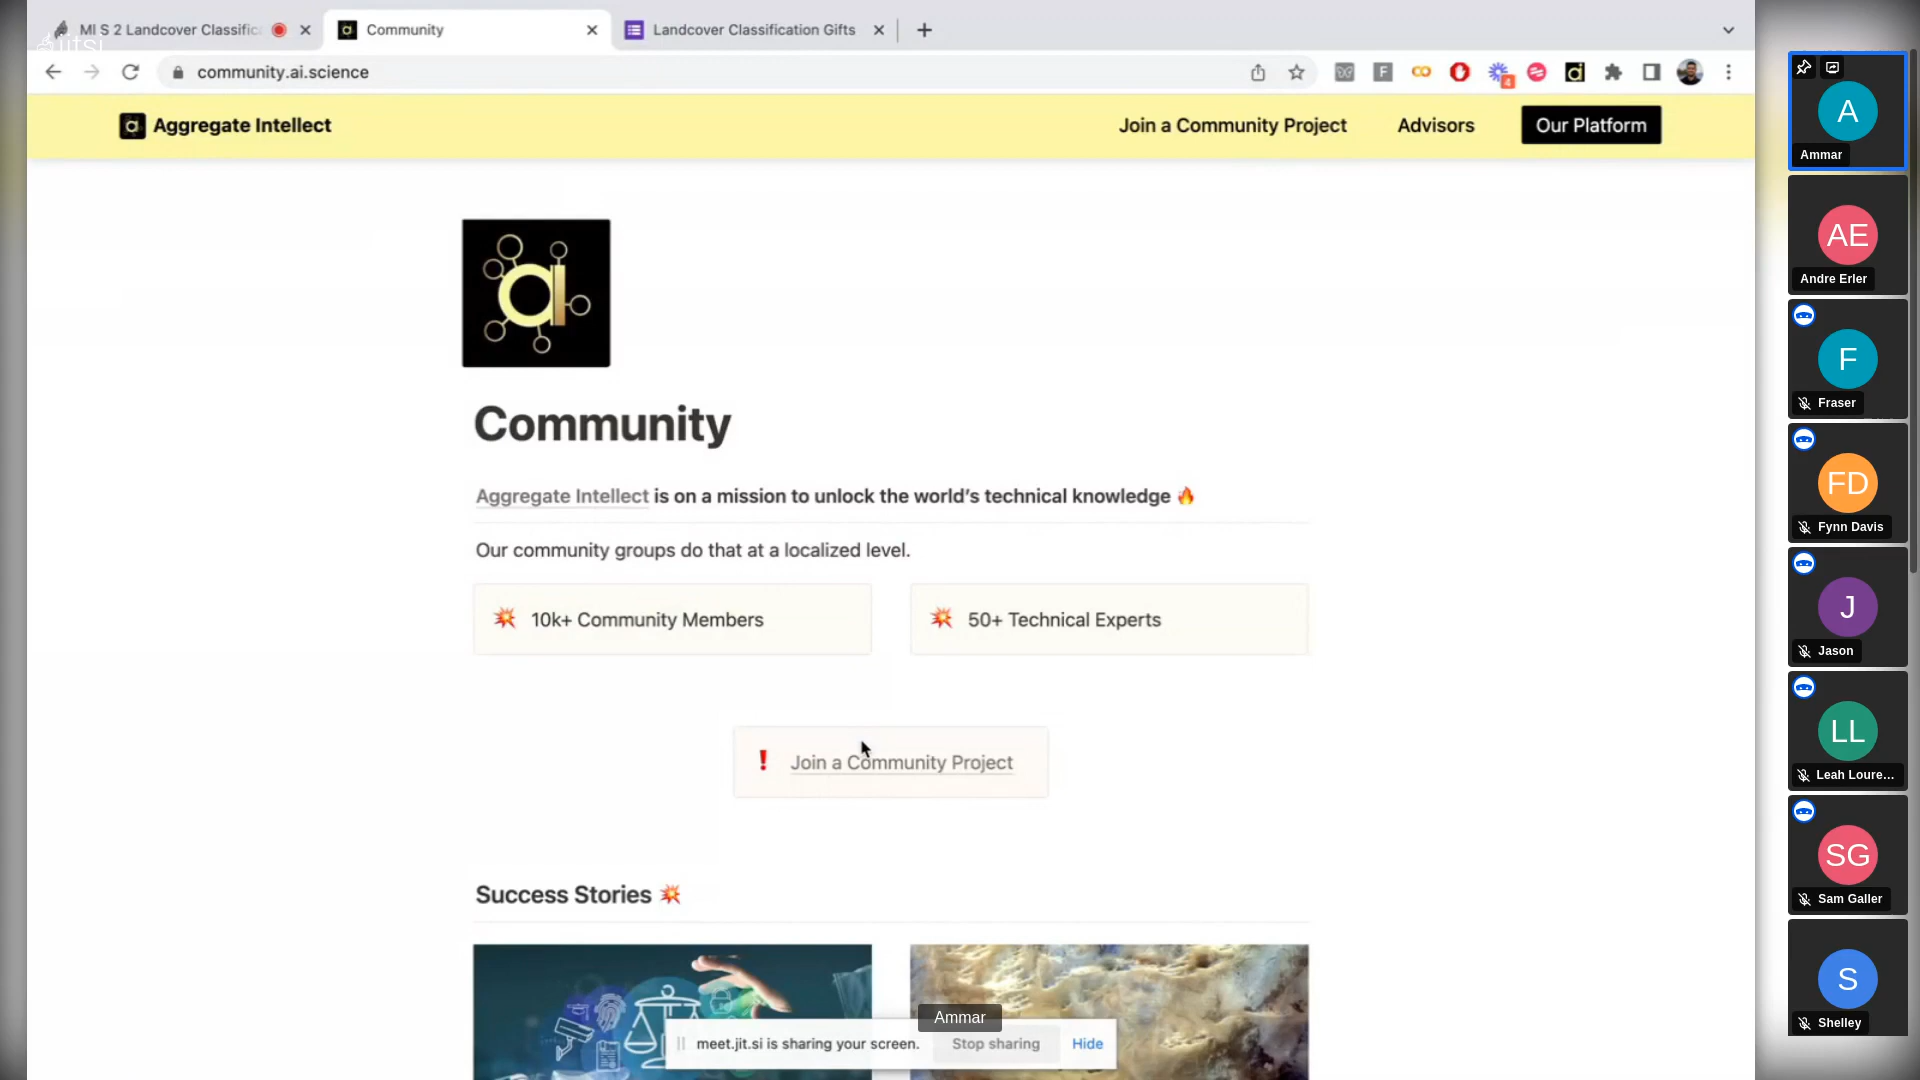 MI S 2 Landcover Classific
Community
Landcover Classification Gifts
jitsi
community.ai.science
4
Aggregate Intellect
Join a Community Project
Advisors
Our Platform
Community
Aggregate Intellect is on a mission to unlock the world's technical knowledge 🔥
Our community groups do that at a localized level.
💥 10k+ Community Members
💥 50+ Technical Experts
❗ Join a Community Project
Success Stories 💥
Ammar
meet.jit.si is sharing your screen.
Stop sharing
Hide
A
Ammar
AE
Andre Erler
F
Fraser
FD
Fynn Davis
J
Jason
LL
Leah Loure...
SG
Sam Galler
S
Shelley